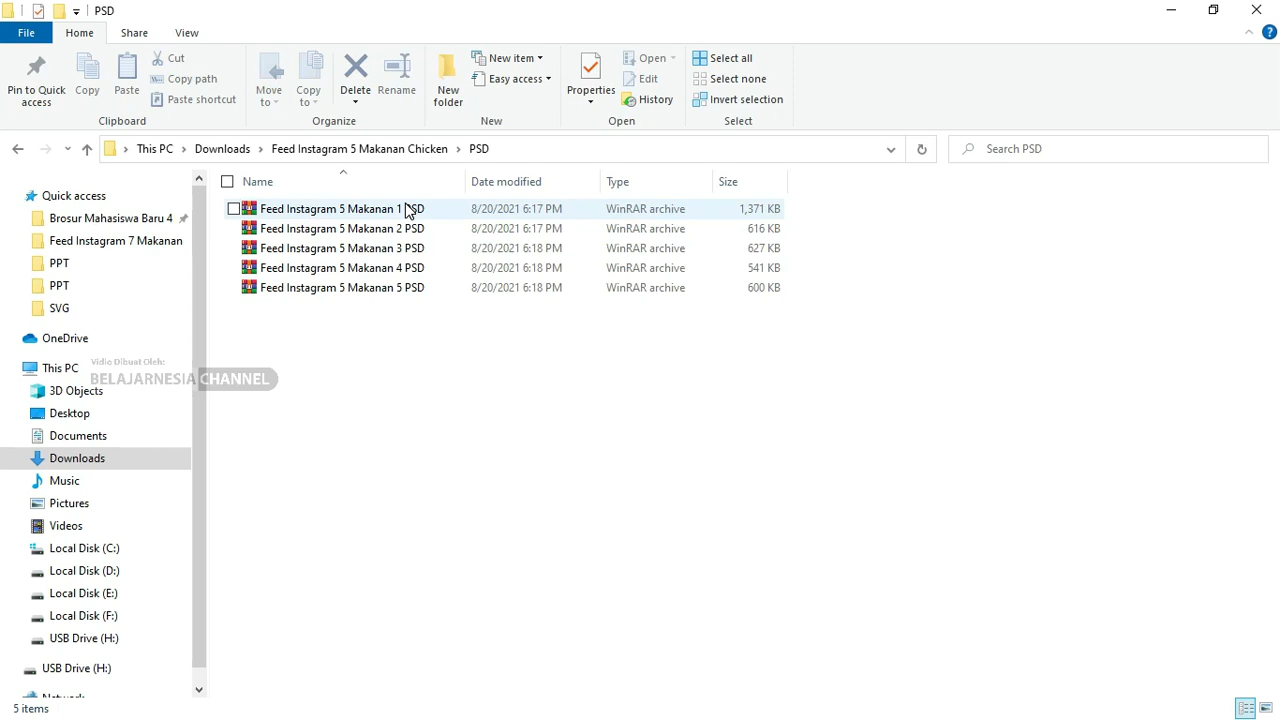 PSD
File Home Share View
Pin to Quick access
Copy
Paste
Cut
Copy path
Paste shortcut
Clipboard
Move to
Copy to
Delete
Rename
Organize
New folder
New item
Easy access
New
Properties
Open
Edit
History
Open
Select all
Select none
Invert selection
Select
This PC > Downloads > Feed Instagram 5 Makanan Chicken > PSD
Search PSD
Name Date modified Type Size
Feed Instagram 5 Makanan 1 PSD 8/20/2021 6:17 PM WinRAR archive 1,371 KB
Feed Instagram 5 Makanan 2 PSD 8/20/2021 6:17 PM WinRAR archive 616 KB
Feed Instagram 5 Makanan 3 PSD 8/20/2021 6:18 PM WinRAR archive 627 KB
Feed Instagram 5 Makanan 4 PSD 8/20/2021 6:18 PM WinRAR archive 541 KB
Feed Instagram 5 Makanan 5 PSD 8/20/2021 6:18 PM WinRAR archive 600 KB
Quick access
Brosur Mahasiswa Baru 4
Feed Instagram 7 Makanan
PPT
PPT
SVG
OneDrive
This PC
Vidio Dibuat Oleh:
BELAJARNESIA CHANNEL
3D Objects
Desktop
Documents
Downloads
Music
Pictures
Videos
Local Disk (C:)
Local Disk (D:)
Local Disk (E:)
Local Disk (F:)
USB Drive (H:)
USB Drive (H:)
Network
5 items